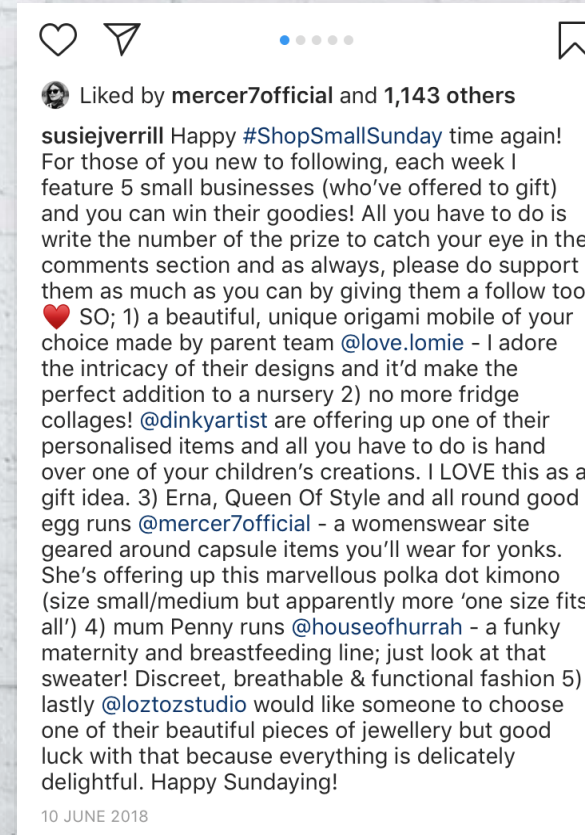 Liked by mercer7official and 1,143 others
susiejverrill Happy #ShopSmallSunday time again!
For those of you new to following, each week I
feature 5 small businesses (who’ve offered to gift)
and you can win their goodies! All you have to do is
write the number of the prize to catch your eye in the
comments section and as always, please do support
them as much as you can by giving them a follow too
❤️ SO; 1) a beautiful, unique origami mobile of your
choice made by parent team @love.lomie - I adore
the intricacy of their designs and it’d make the
perfect addition to a nursery 2) no more fridge
collages! @dinkyartist are offering up one of their
personalised items and all you have to do is hand
over one of your children’s creations. I LOVE this as a
gift idea. 3) Erna, Queen Of Style and all round good
egg runs @mercer7official - a womenswear site
geared around capsule items you’ll wear for yonks.
She’s offering up this marvellous polka dot kimono
(size small/medium but apparently more ‘one size fits
all’) 4) mum Penny runs @houseofhurrah - a funky
maternity and breastfeeding line; just look at that
sweater! Discreet, breathable & functional fashion 5)
lastly @loztozstudio would like someone to choose
one of their beautiful pieces of jewellery but good
luck with that because everything is delicately
delightful. Happy Sundaying!
10 JUNE 2018